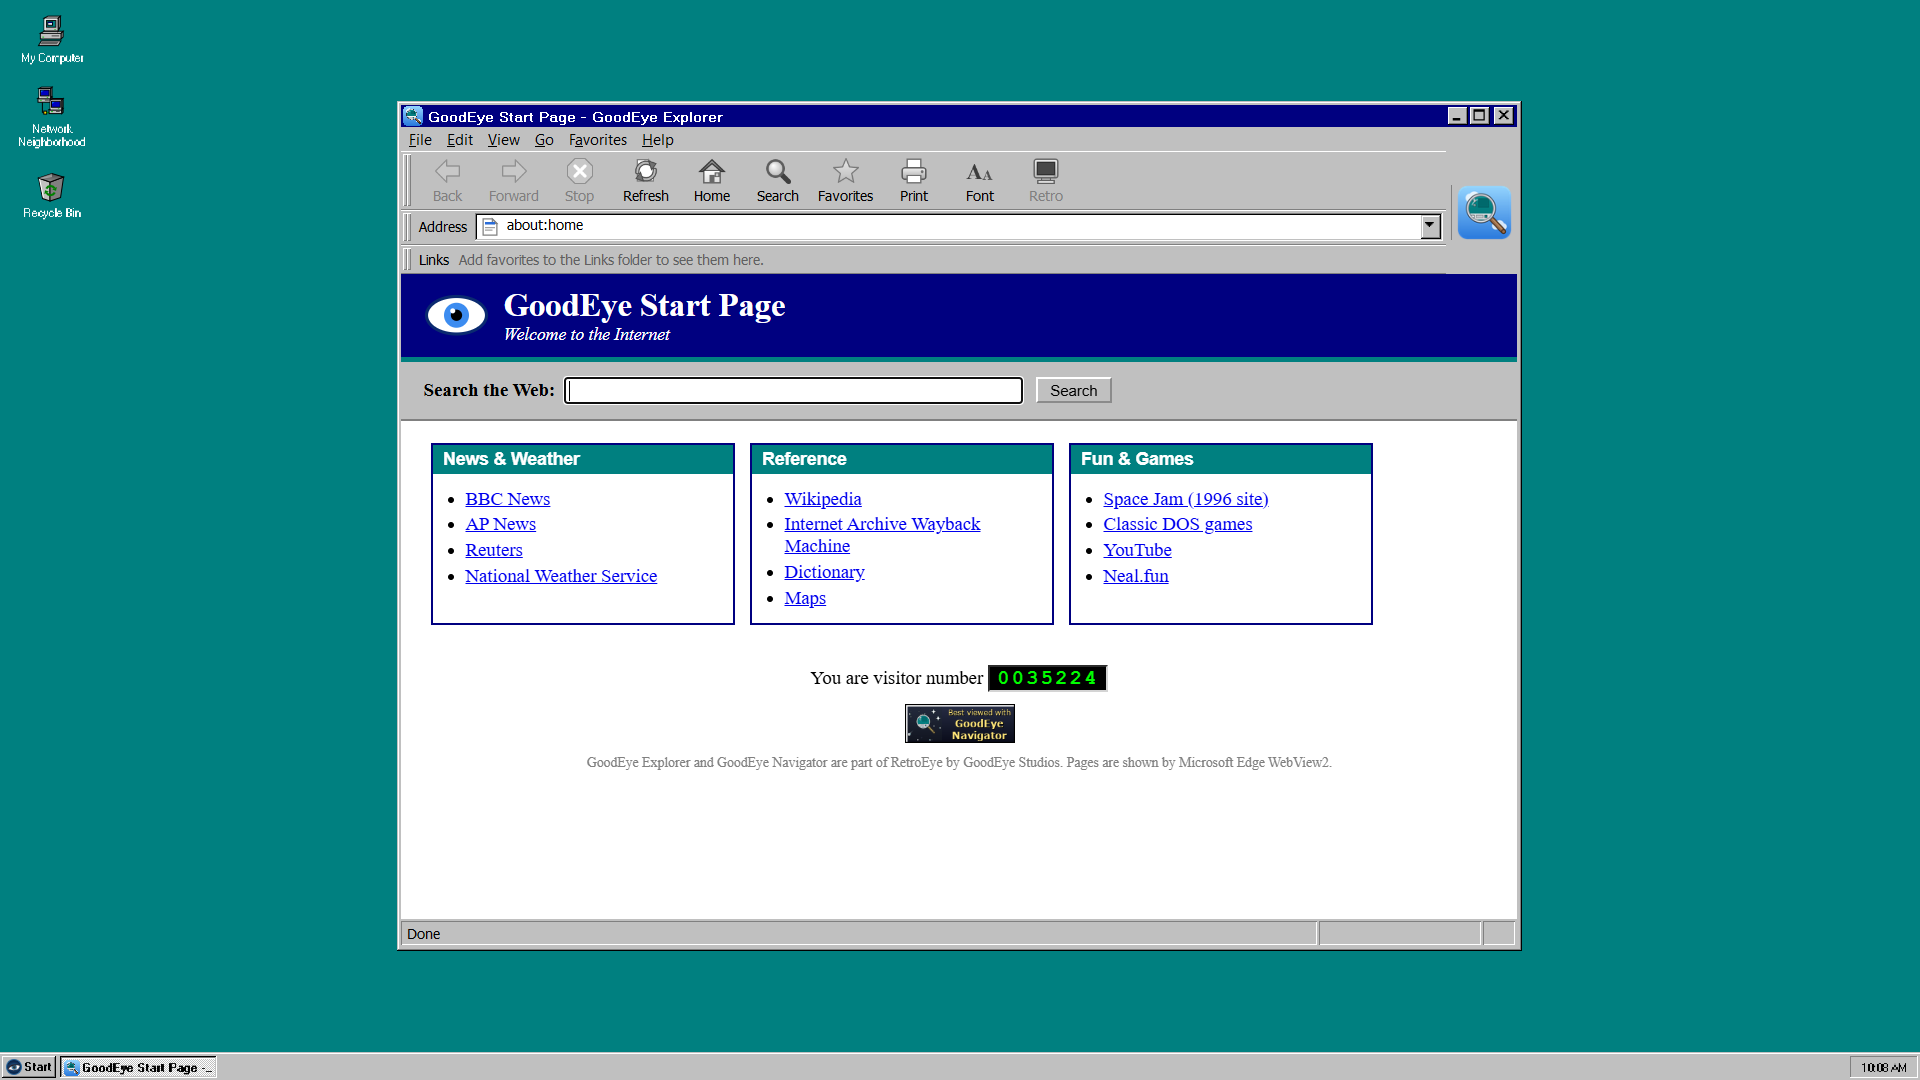 My Computer
Network
Neighborhood
Recycle Bin
GoodEye Start Page - GoodEye Explorer
File Edit View Go Favorites Help
Back Forward Stop Refresh Home Search Favorites Print Font Retro
Address about:home
Links Add favorites to the Links folder to see them here.
GoodEye Start Page
Welcome to the Internet
Search the Web: Search
News & Weather
BBC News
AP News
Reuters
National Weather Service
Reference
Wikipedia
Internet Archive Wayback
Machine
Dictionary
Maps
Fun & Games
Space Jam (1996 site)
Classic DOS games
YouTube
Neal.fun
You are visitor number 0035224
Best viewed with
GoodEye
Navigator
GoodEye Explorer and GoodEye Navigator are part of RetroEye by GoodEye Studios. Pages are shown by Microsoft Edge WebView2.
Done
Start GoodEye Start Page -... 10:08 AM